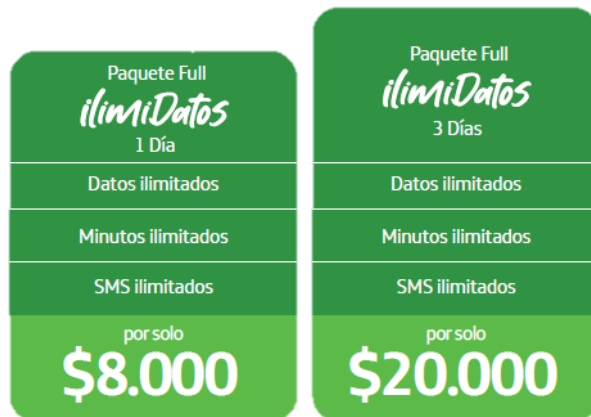 Paquete Full
ilimiDatos
1 Día
Datos ilimitados
Minutos ilimitados
SMS ilimitados
por solo
$8.000
Paquete Full
ilimiDatos
3 Días
Datos ilimitados
Minutos ilimitados
SMS ilimitados
por solo
$20.000